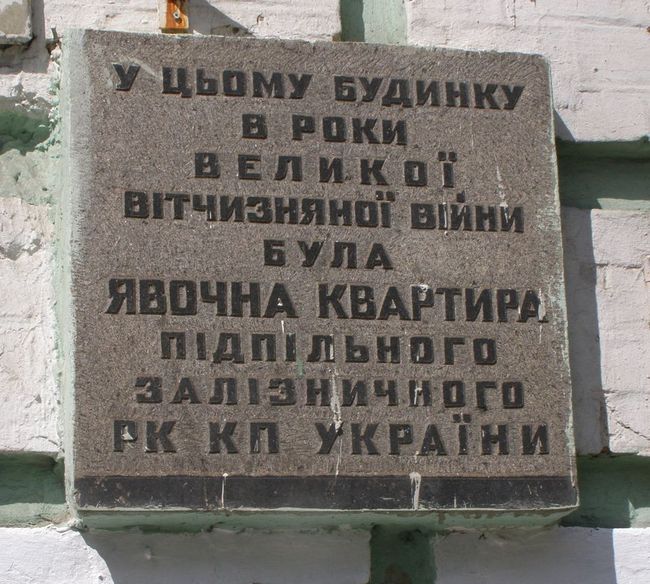 У ЦЬОМУ БУДИНКУ
В РОКИ
ВЕЛИКОЇ
ВІТЧИЗНЯНОЇ ВІЙНИ
БУЛА
ЯВОЧНА КВАРТИРА
ПІДПІЛЬНОГО
ЗАЛІЗНИЧНОГО
РК КП УКРАЇНИ